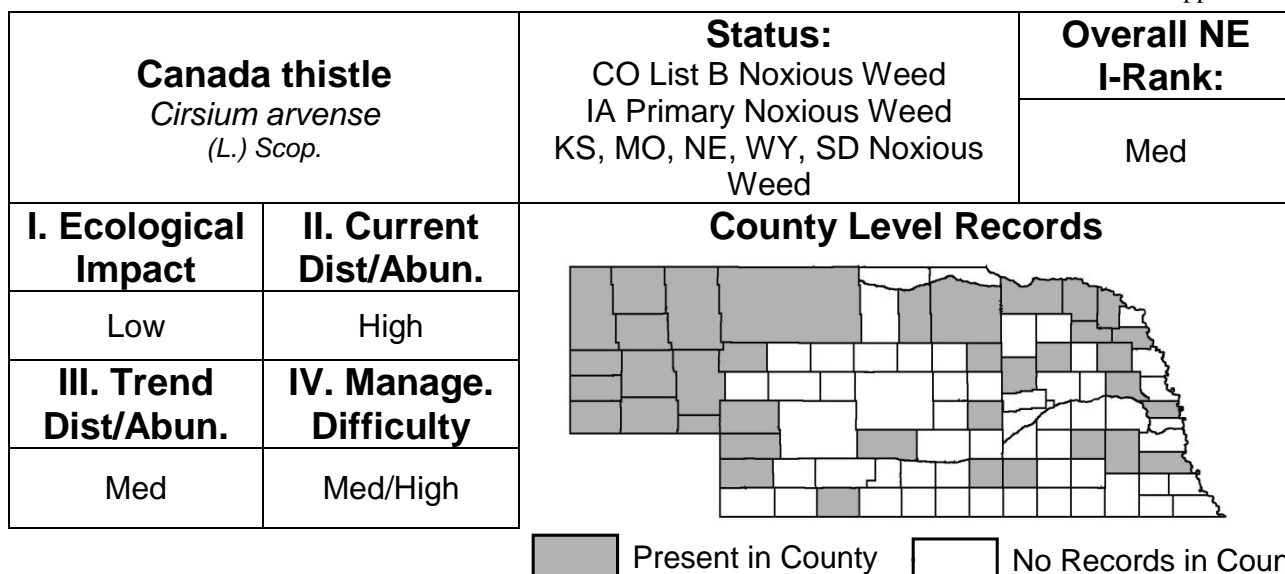 Canada thistle
Cirsium arvense
(L.) Scop.
Status:
CO List B Noxious Weed
IA Primary Noxious Weed
KS, MO, NE, WY, SD Noxious
Weed
Overall NE
I-Rank:
Med
I. Ecological
Impact
II. Current
Dist/Abun.
Low
High
III. Trend
Dist/Abun.
IV. Manage.
Difficulty
Med
Med/High
County Level Records
Present in County
No Records in Coun